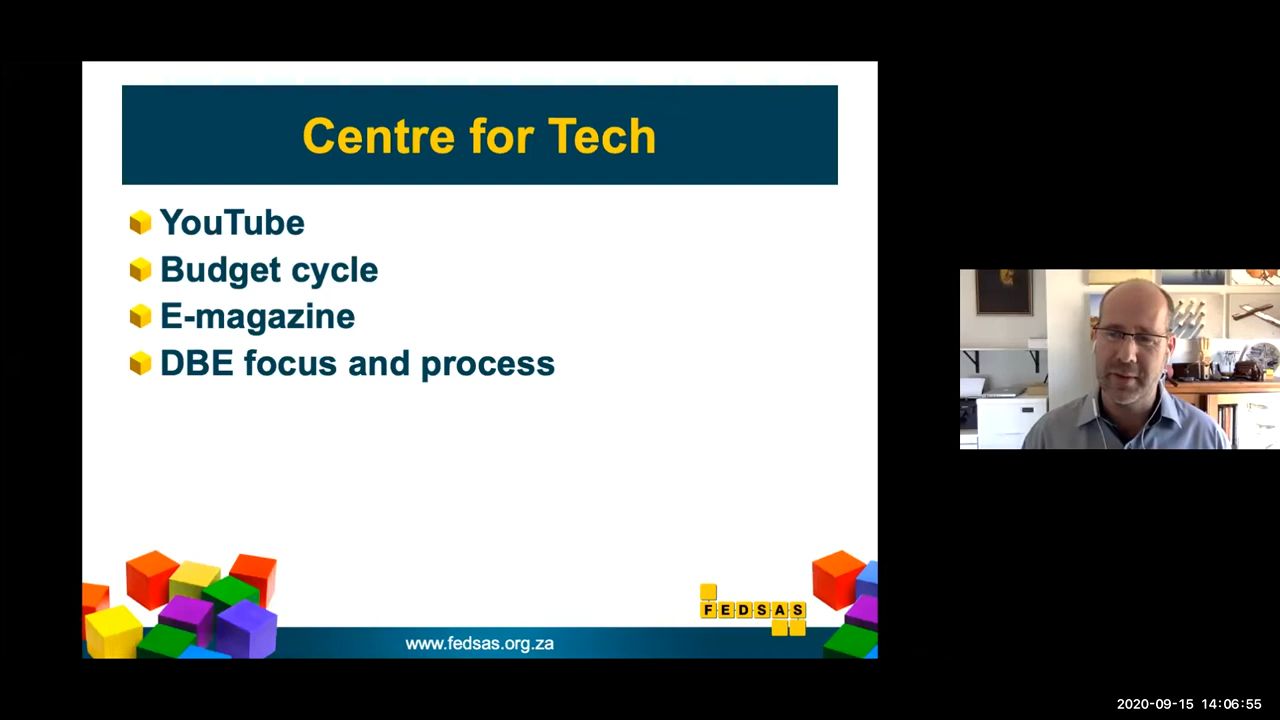 Centre for Tech
YouTube
Budget cycle
E-magazine
DBE focus and process
FEDSAS
www.fedsas.org.za
2020-09-15 14:06:55